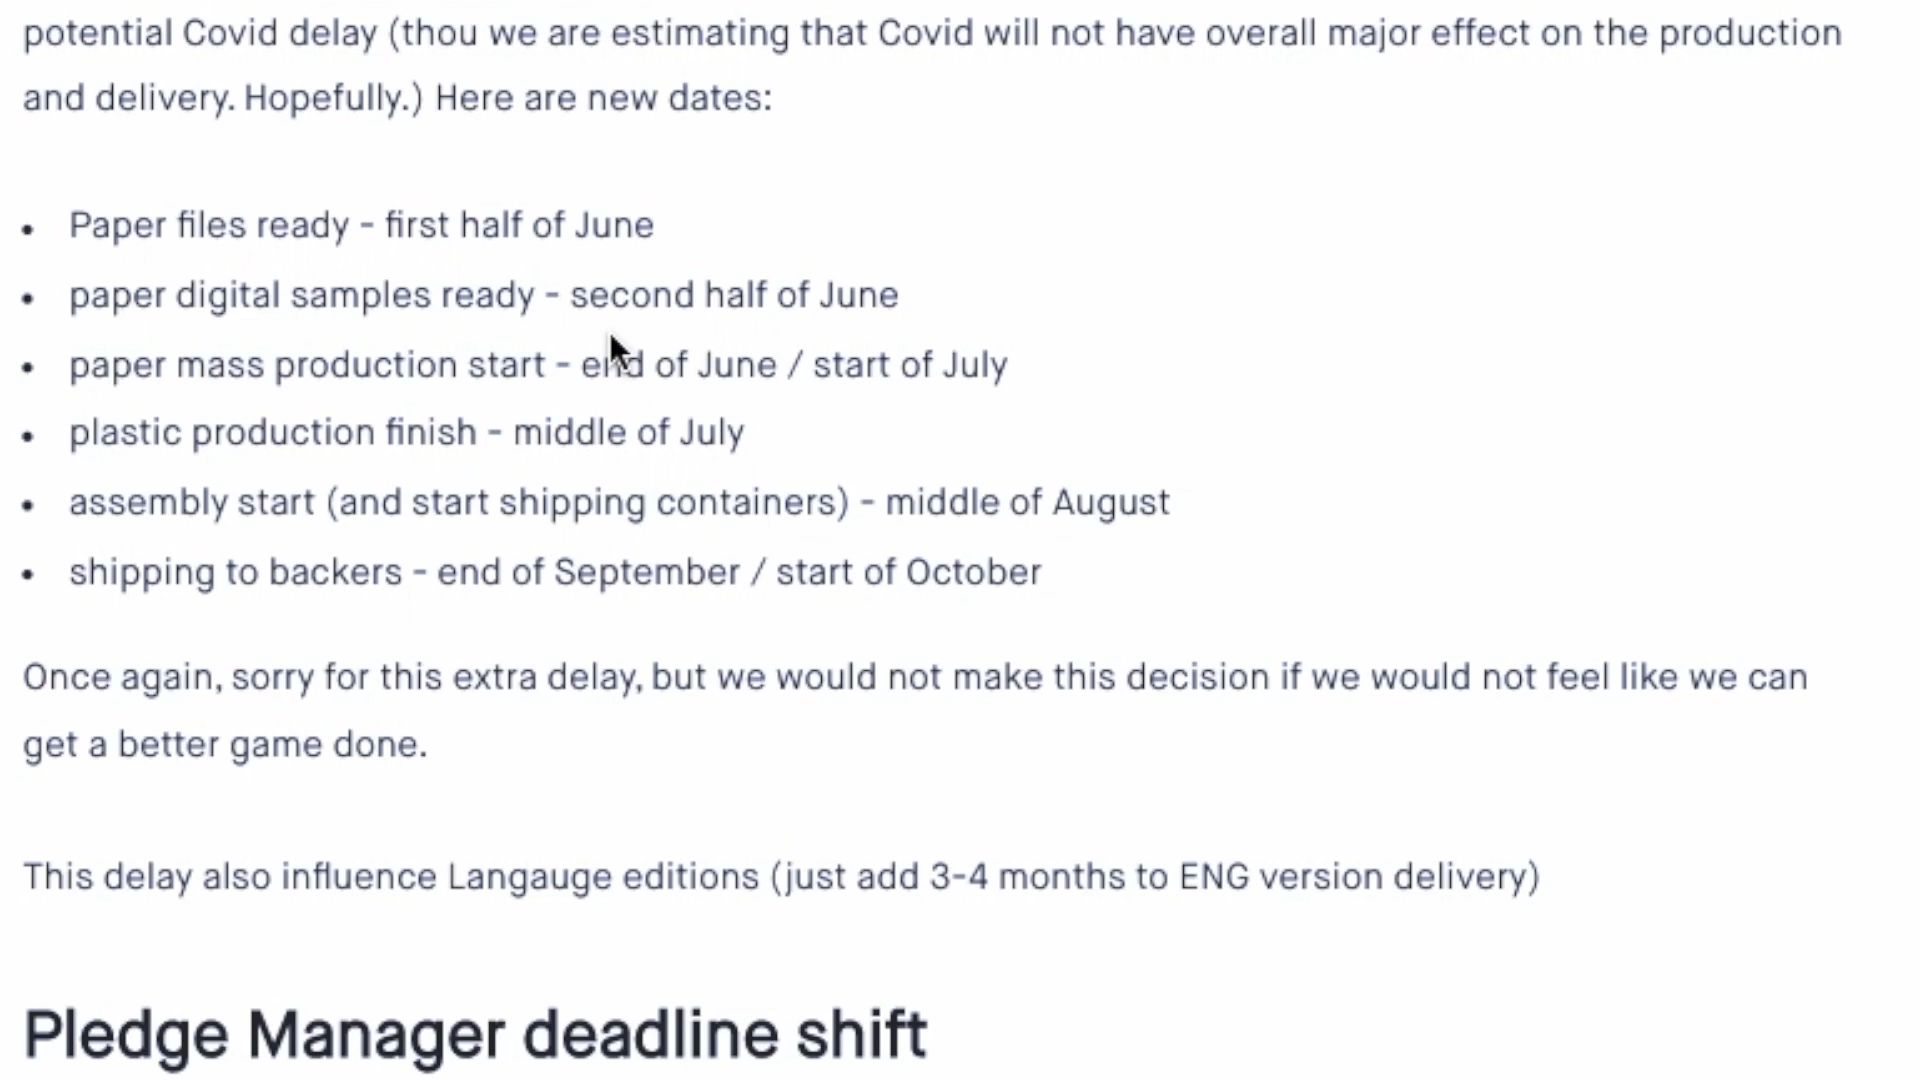 potential Covid delay (thou we are estimating that Covid will not have overall major effect on the production
and delivery. Hopefully.) Here are new dates:
• Paper files ready - first half of June
• paper digital samples ready - second half of June
• paper mass production start - end of June / start of July
• plastic production finish - middle of July
• assembly start (and start shipping containers) - middle of August
• shipping to backers - end of September / start of October
Once again, sorry for this extra delay, but we would not make this decision if we would not feel like we can
get a better game done.
This delay also influence Langauge editions (just add 3-4 months to ENG version delivery)
Pledge Manager deadline shift